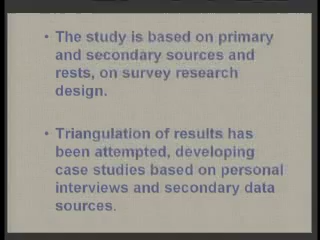 • The study is based on primary
and secondary sources and
rests, on survey research
design.
• Triangulation of results has
been attempted, developing
case studies based on personal
interviews and secondary data
sources.